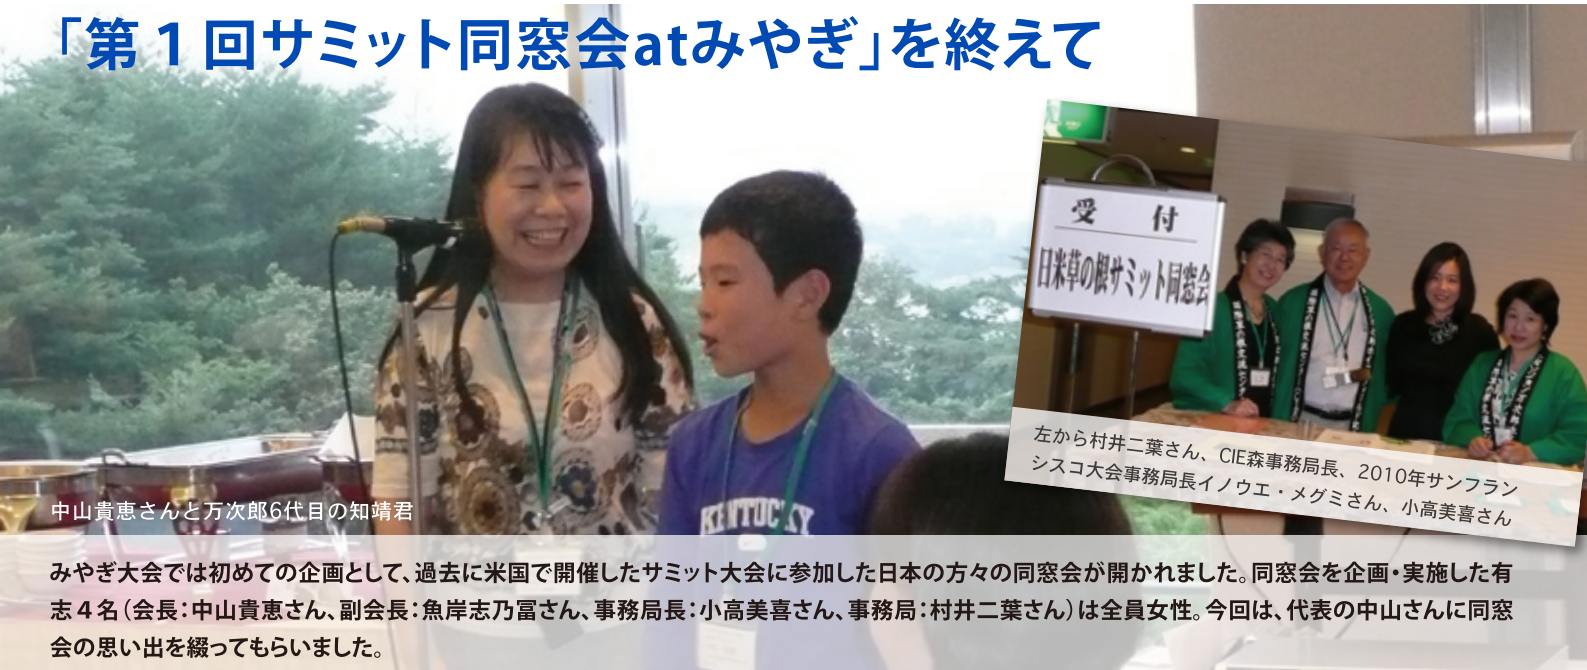 「第１回サミット同窓会atみやぎ」を終えて
受 付
日米草の根サミット同窓会
左から村井二葉さん、CIE森事務局長、2010年サンフラン
シスコ大会事務局長イノウエ・メグミさん、小高美喜さん
中山貴恵さんと万次郎6代目の知靖君
KENTUCKY
みやぎ大会では初めての企画として、過去に米国で開催したサミット大会に参加した日本の方々の同窓会が開かれました。同窓会を企画・実施した有
志４名（会長：中山貴恵さん、副会長：魚岸志乃冨さん、事務局長：小高美喜さん、事務局：村井二葉さん）は全員女性。今回は、代表の中山さんに同窓
会の思い出を綴ってもらいました。